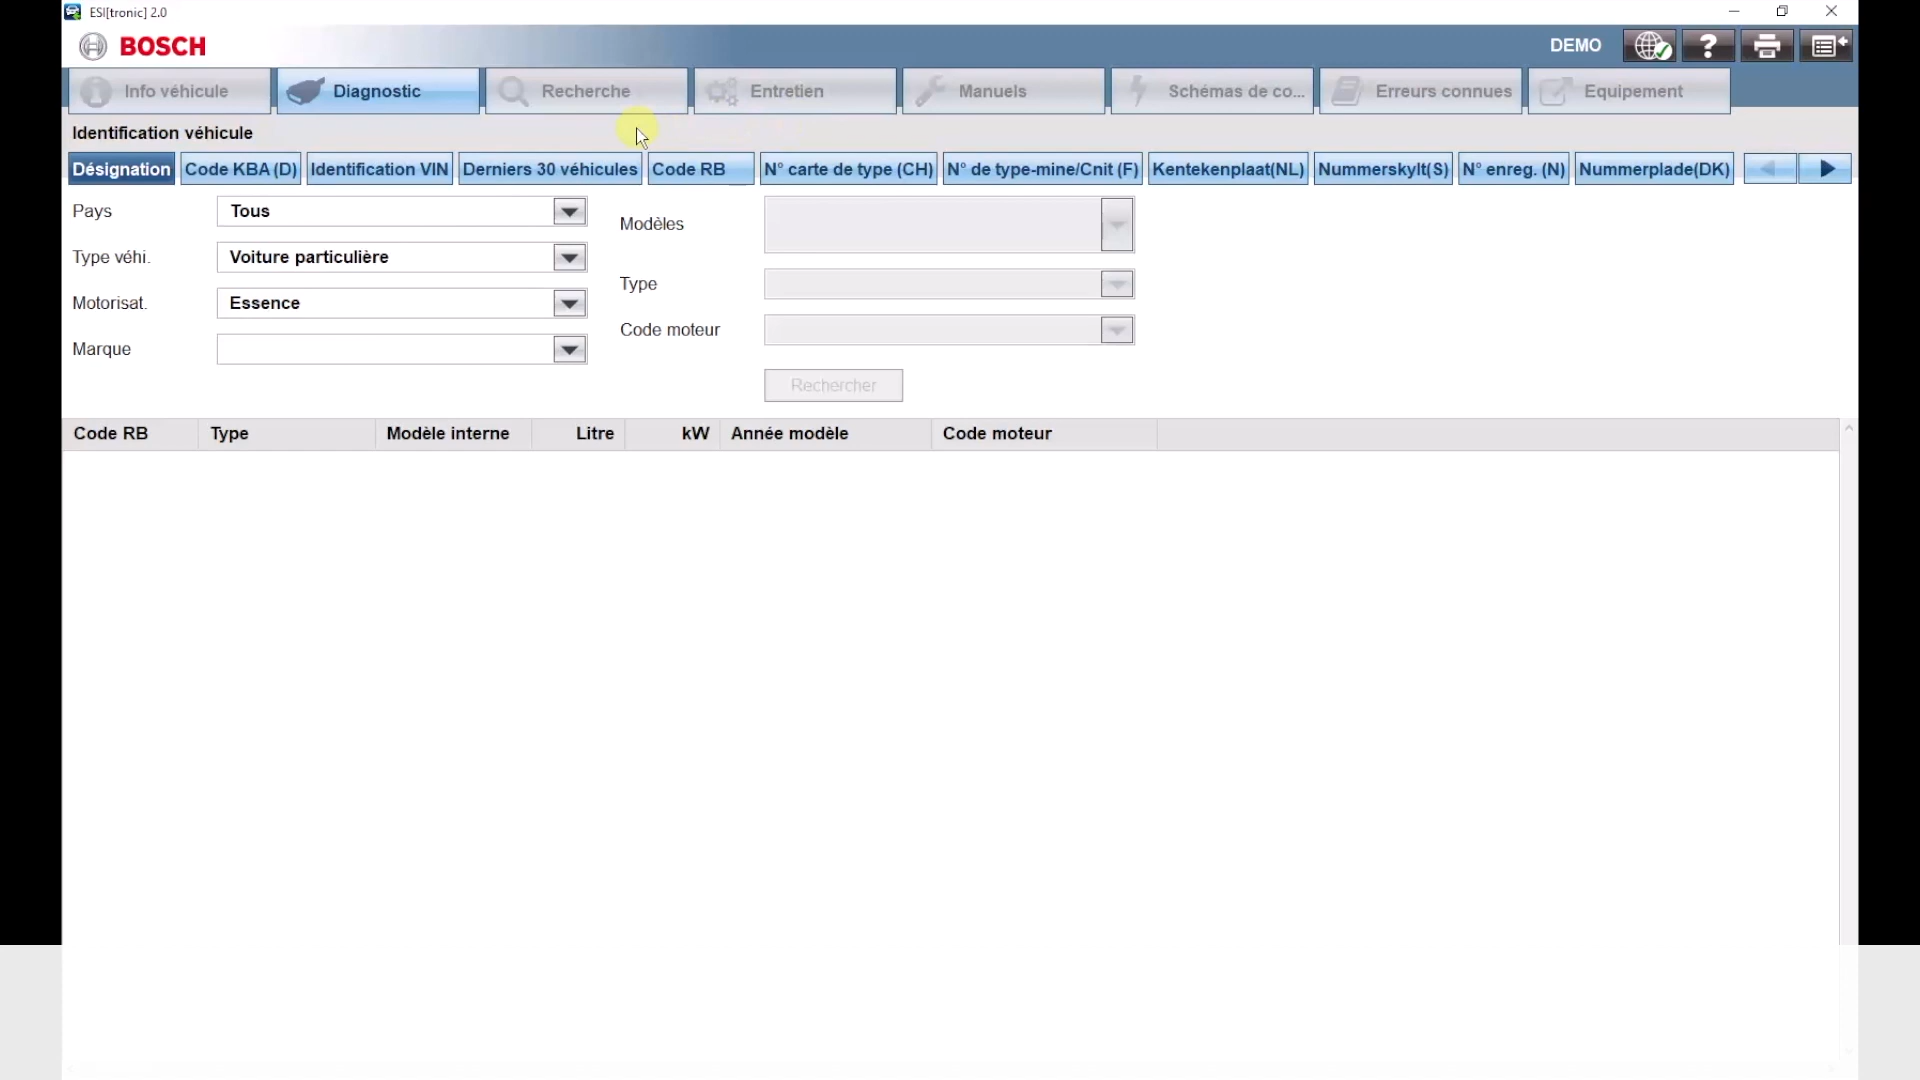 ESI[tronic] 2.0
BOSCH
DEMO
?
Info véhicule
Diagnostic
Recherche
Entretien
Manuels
Schémas de co...
Erreurs connues
Equipement
Identification véhicule
Désignation
Code KBA (D)
Identification VIN
Derniers 30 véhicules
Code RB
N° carte de type (CH)
N° de type-mine/Cnit (F)
Kentekenplaat(NL)
Nummerskylt(S)
N° enreg. (N)
Nummerplade(DK)
Pays
Tous
Type véhi.
Voiture particulière
Motorisat.
Essence
Marque
Modèles
Type
Code moteur
Rechercher
Code RB
Type
Modèle interne
Litre
kW
Année modèle
Code moteur